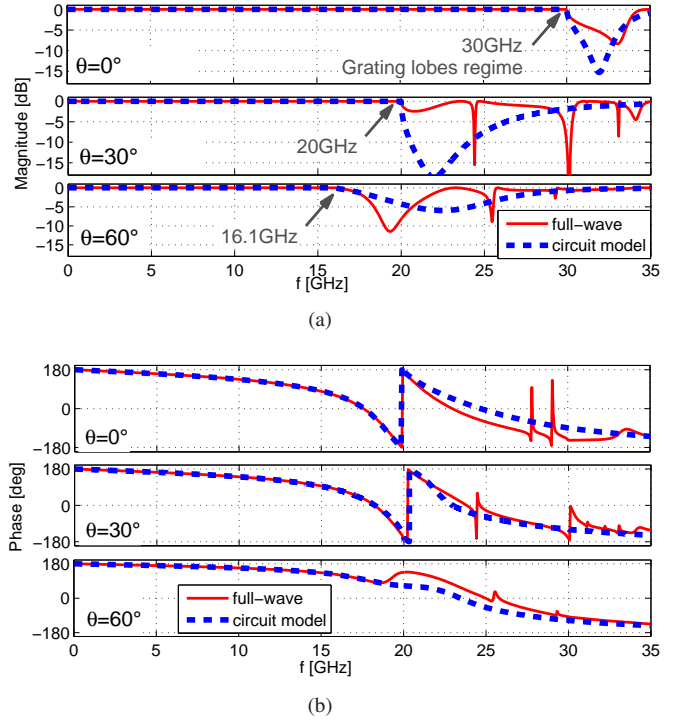 0
−5
−10
−15
θ=0°
30GHz
Grating lobes regime
Magnitude [dB]
0
−5
−10
−15
θ=30°
20GHz
0
−5
−10
−15
θ=60°
16.1GHz
full−wave
circuit model
0 5 10 15 20 25 30 35
f [GHz]
(a)
180
0
−180
θ=0°
Phase [deg]
180
0
−180
θ=30°
180
0
−180
θ=60°
full−wave
circuit model
0 5 10 15 20 25 30 35
f [GHz]
(b)